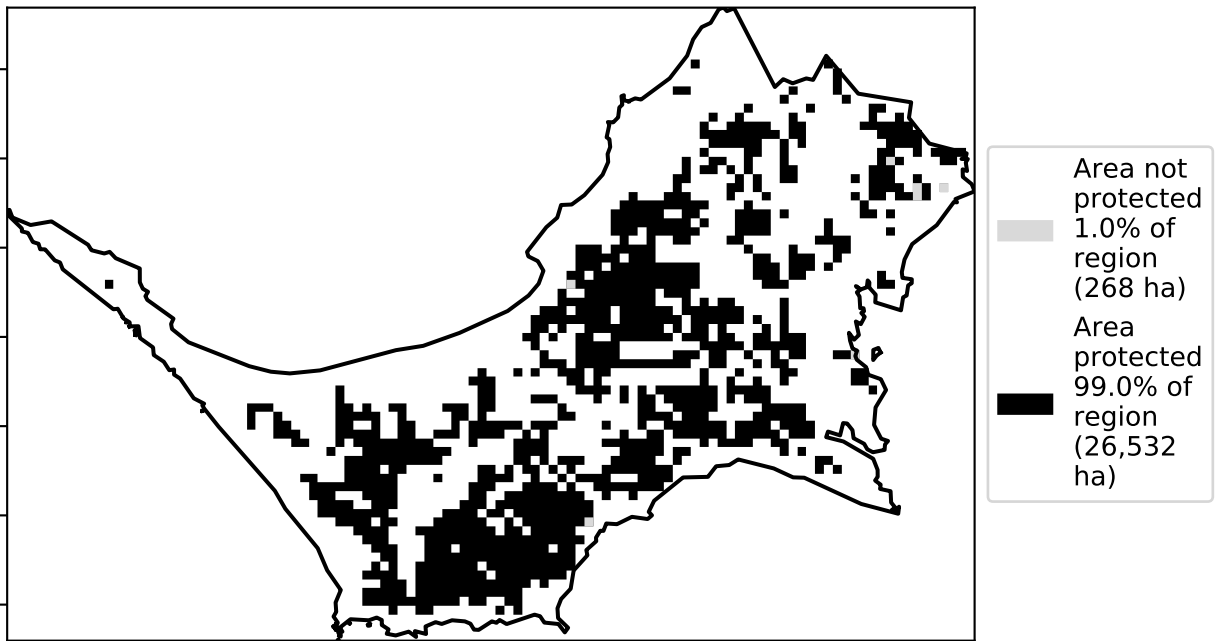 Area not
protected
1.0% of
region
(268 ha)
Area
protected
99.0% of
region
(26,532
ha)